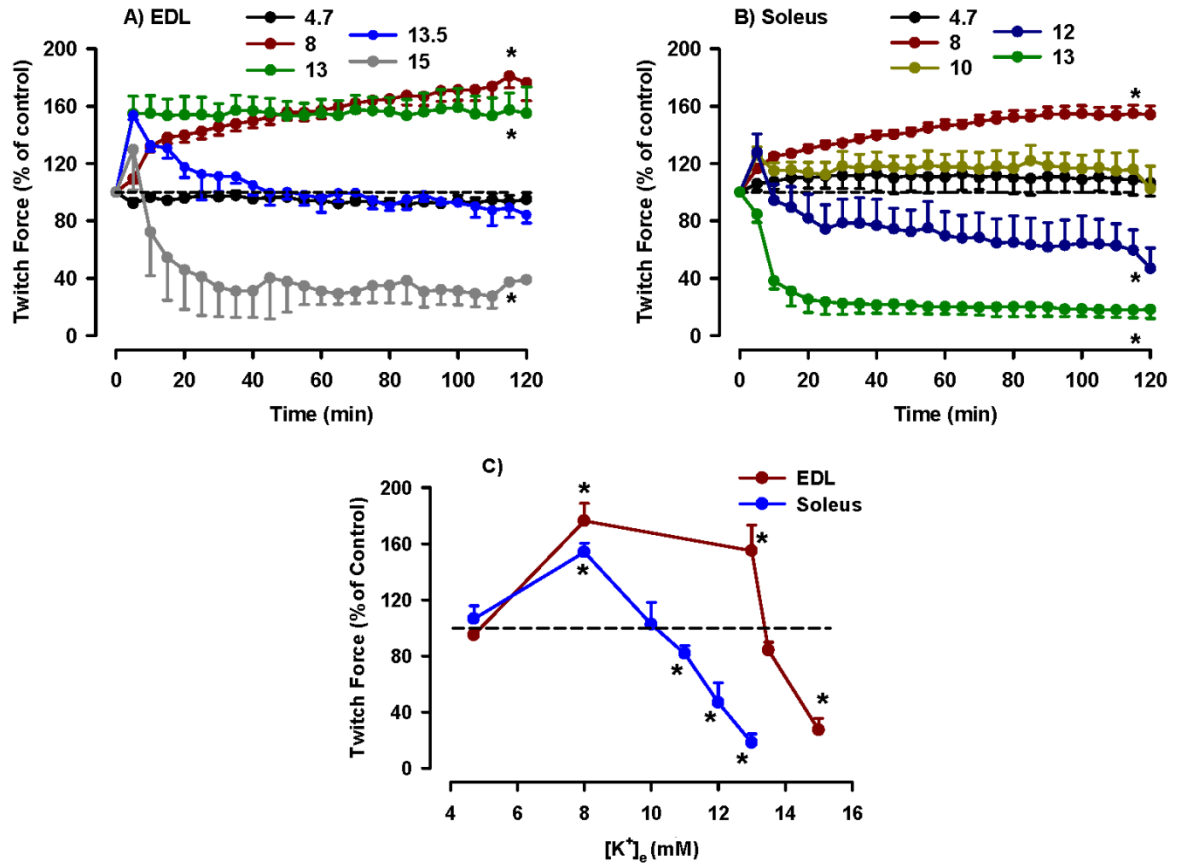 A) EDL
4.7
8
13
13.5
15
Twitch Force (% of control)
200
160
120
80
40
0
*
*
*
0 20 40 60 80 100 120
Time (min)
B) Soleus
4.7
8
10
12
13
Twitch Force (% of control)
200
160
120
80
40
0
*
*
*
0 20 40 60 80 100 120
Time (min)
C)
EDL
Soleus
Twitch Force (% of Control)
200
160
120
80
40
0
*
*
*
*
*
*
*
4 6 8 10 12 14 16
[K⁺]ₑ (mM)